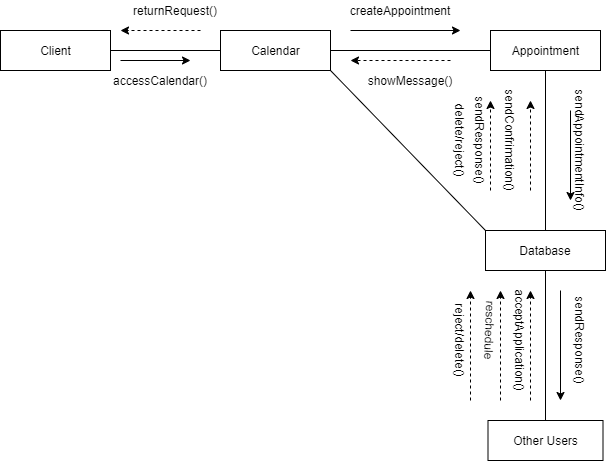 returnRequest()
createAppointment
Client
Calendar
Appointment
accessCalendar()
showMessage()
delete/reject()
sendResponse()
sendConfirmation()
sendAppointmentInfo()
Database
reject/delete()
reschedule
acceptApplication()
sendResponse()
Other Users